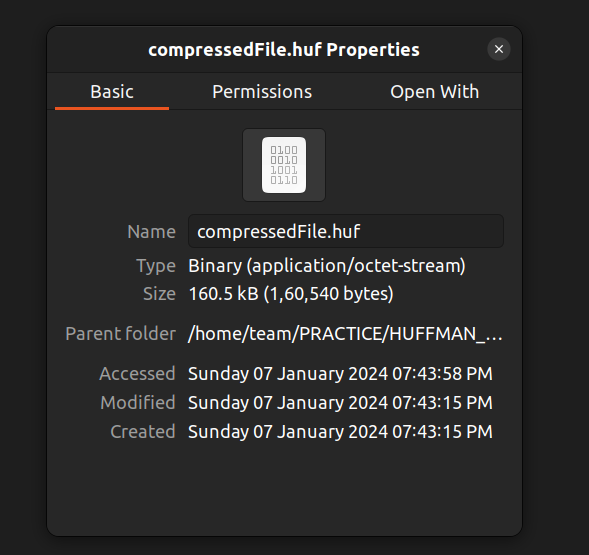 compressedFile.huf Properties
Basic Permissions Open With
0100
0010
1001
0110
Name compressedFile.huf
Type Binary (application/octet-stream)
Size 160.5 kB (1,60,540 bytes)
Parent folder /home/team/PRACTICE/HUFFMAN_…
Accessed Sunday 07 January 2024 07:43:58 PM
Modified Sunday 07 January 2024 07:43:15 PM
Created Sunday 07 January 2024 07:43:15 PM